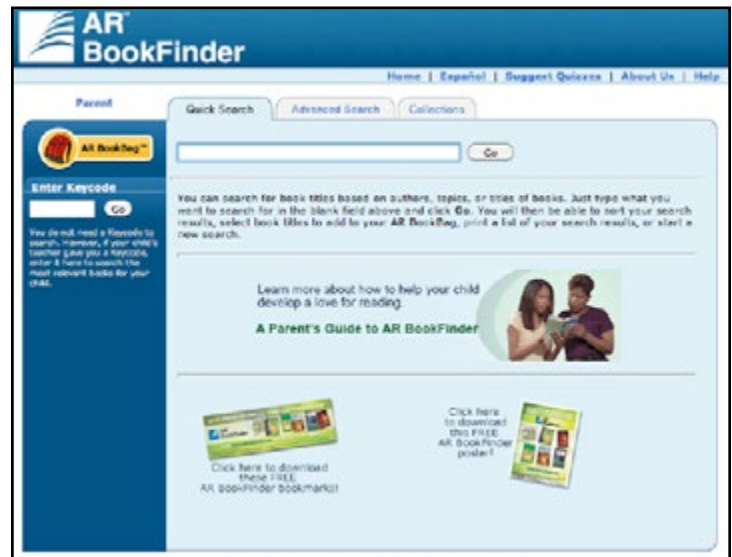 AR
BookFinder
Home | Español | Suggest Quizzes | About Us | Help
Parent
Quick Search
Advanced Search
Collections
AR BookBag™
Go
Enter Keycode
Go
You do not need a Keycode to
search. However, if your child's
teacher gave you a Keycode,
enter it here to search the
most relevant books for your
child.
You can search for book titles based on authors, topics, or titles of books. Just type what you
want to search for in the blank field above and click Go. You will then be able to sort your search
results, select book titles to add to your AR BookBag, print a list of your search results, or start a
new search.
Learn more about how to help your child
develop a love for reading.
A Parent's Guide to AR BookFinder
AR
BookFinder
Click here to download
these FREE
AR BookFinder bookmarks!
Click here
to download
this FREE
AR BookFinder
poster!